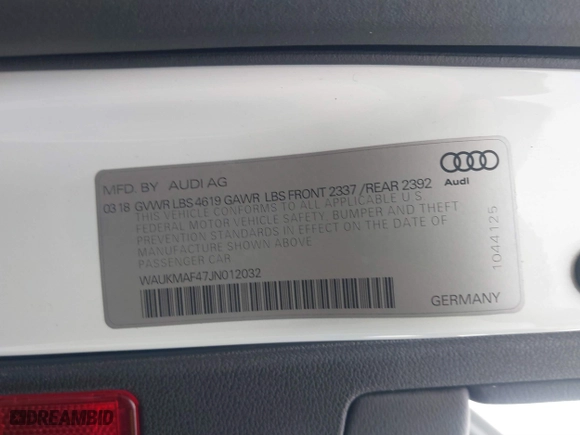 MFD. BY AUDI AG
Audi
03 18 GVWR LBS 4619 GAWR LBS FRONT 2337 / REAR 2392
THIS VEHICLE CONFORMS TO ALL APPLICABLE U S
FEDERAL MOTOR VEHICLE SAFETY, BUMPER AND THEFT
PREVENTION STANDARDS IN EFFECT ON THE DATE OF
MANUFACTURE SHOWN ABOVE
PASSENGER CAR
WAUKMAF47JN012032
1044125
GERMANY
DREAMBID